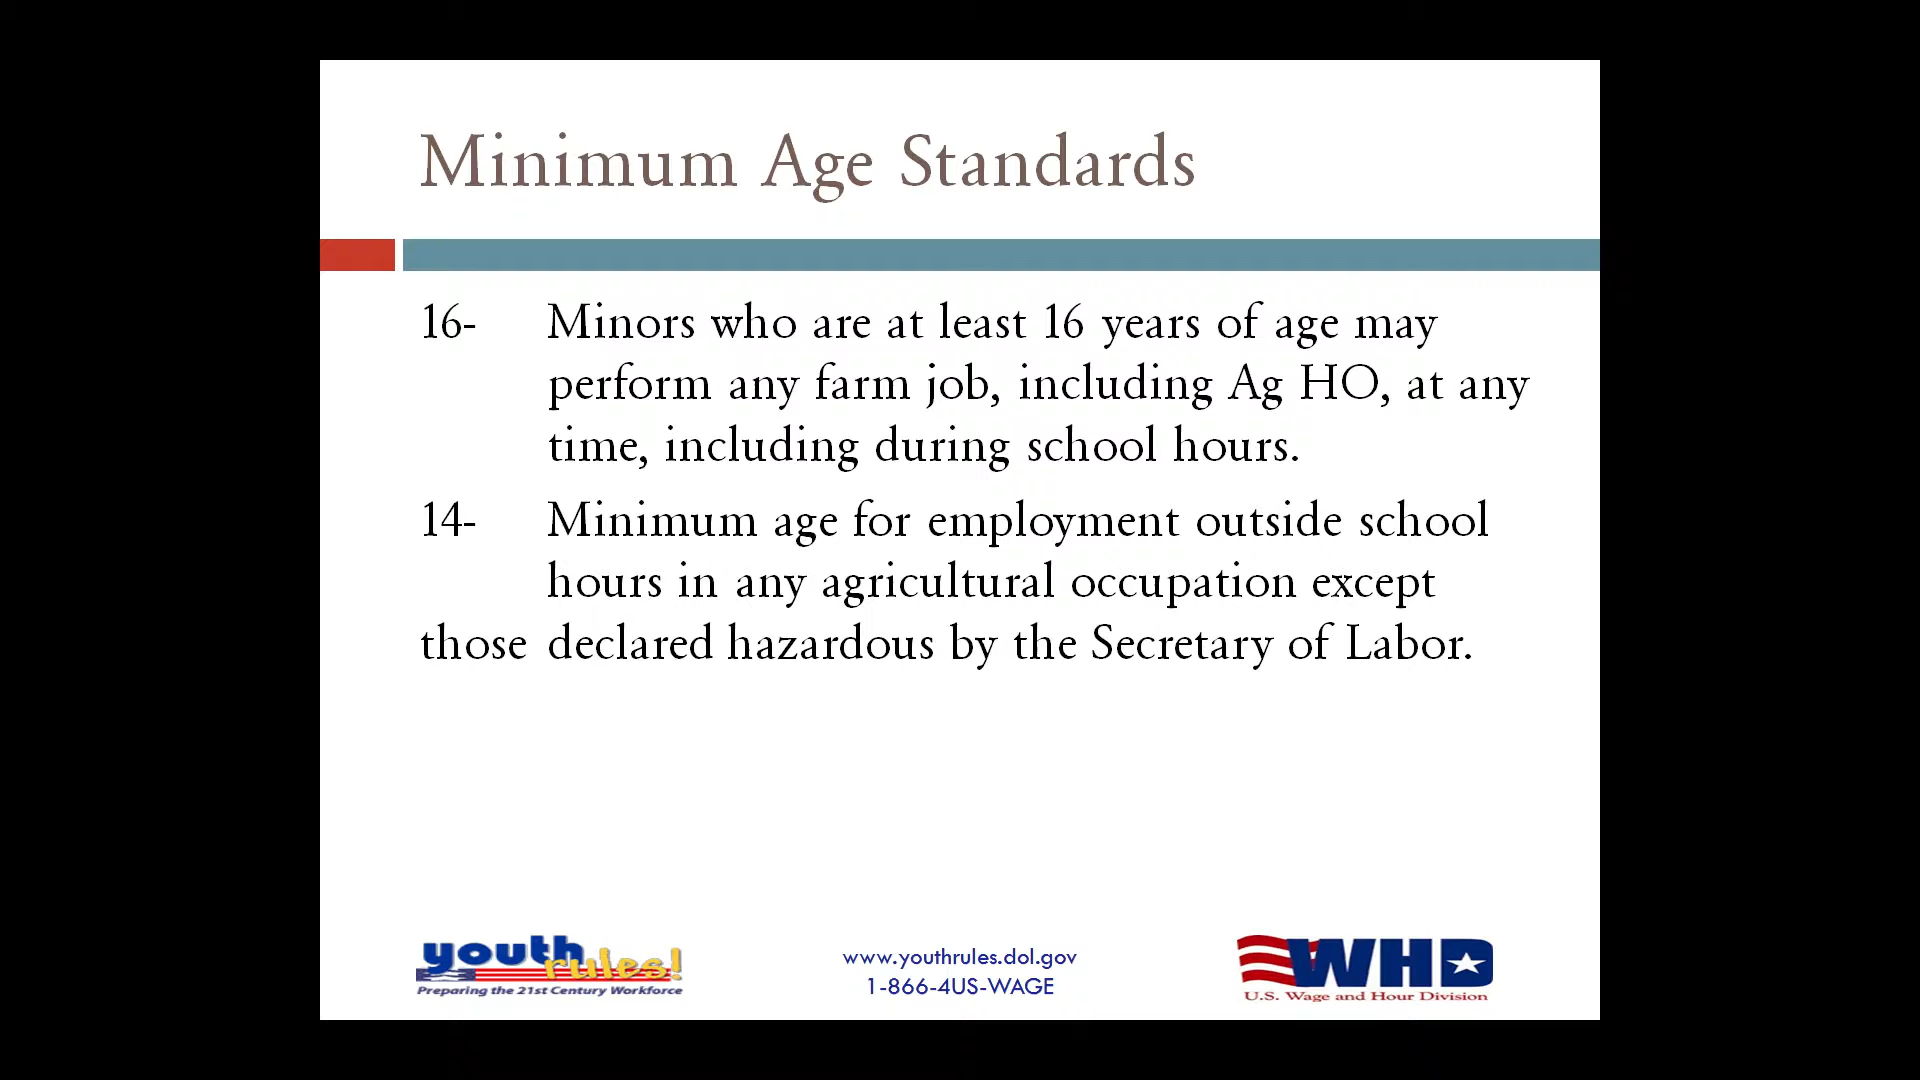 Minimum Age Standards
16- Minors who are at least 16 years of age may
perform any farm job, including Ag HO, at any
time, including during school hours.
14- Minimum age for employment outside school
hours in any agricultural occupation except
those declared hazardous by the Secretary of Labor.
youth
rules!
Preparing the 21st Century Workforce
www.youthrules.dol.gov
1-866-4US-WAGE
WHD
U.S. Wage and Hour Division